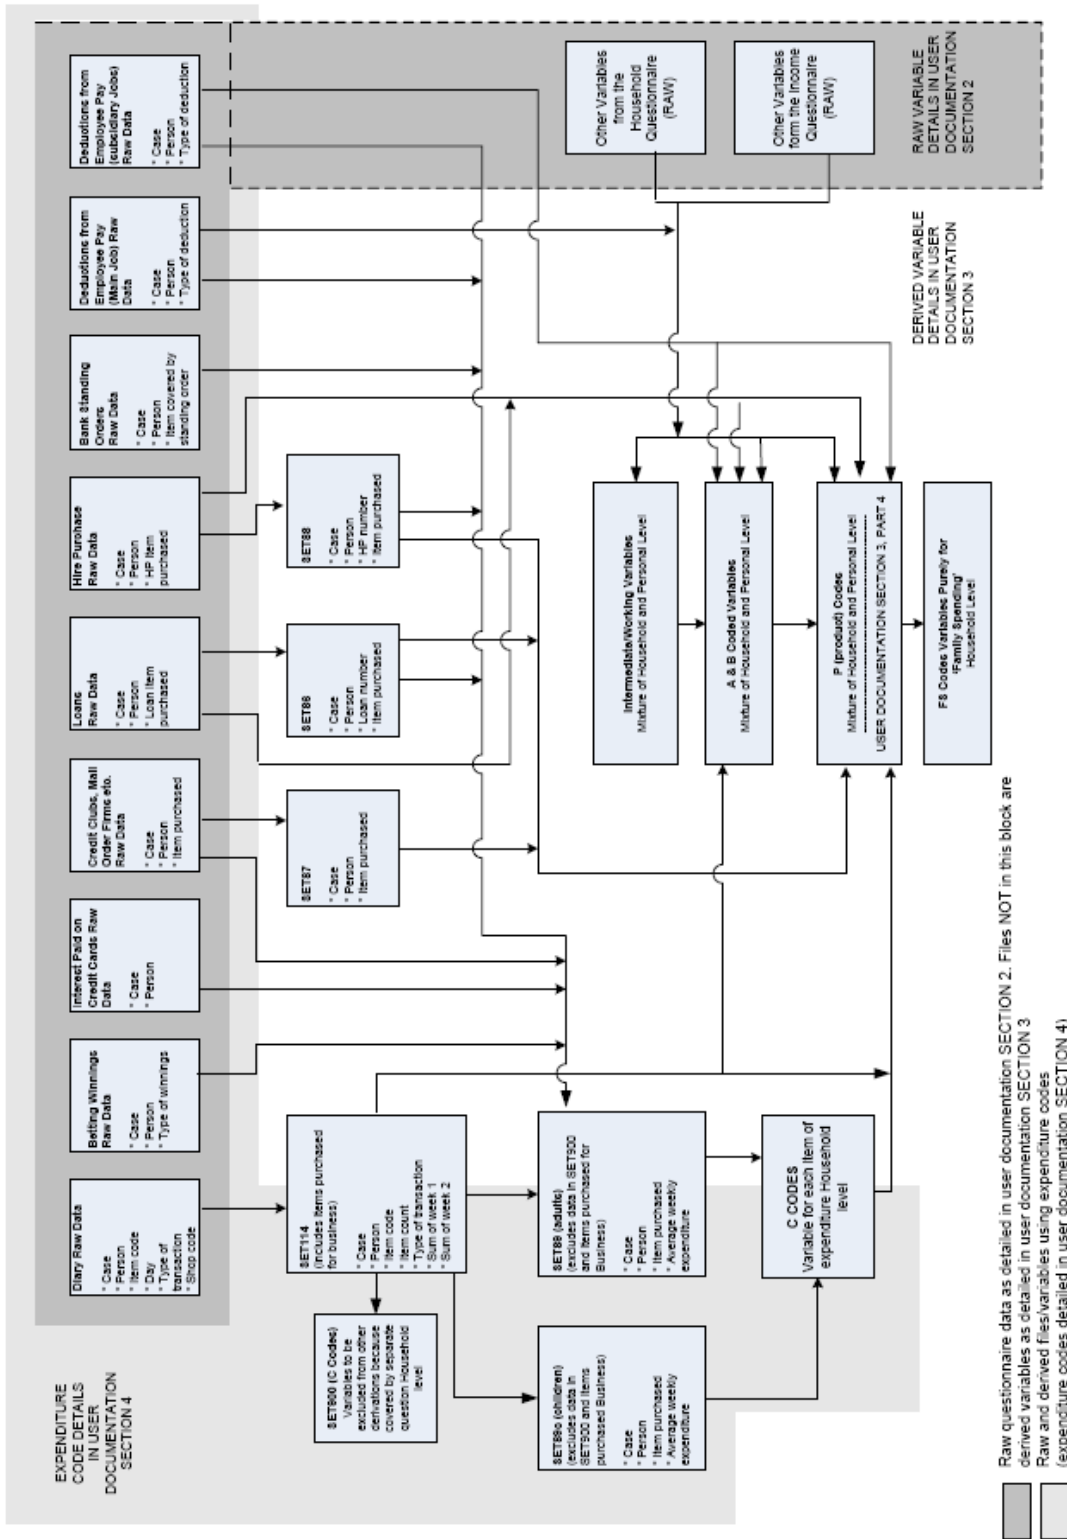 EXPENDITURE
CODE DETAILS
IN USER
DOCUMENTATION
SECTION 4
Diary Raw Data
* Case
* Person
* Item code
* Day
* Type of
transaction
* Shop code
Betting Winnings
Raw Data
* Case
* Person
* Type of winnings
Interest Paid on
Credit Cards Raw
Data
* Case
* Person
Credit Clubs, Mail
Order Firms etc.
Raw Data
* Case
* Person
* Item purchased
Loans
Raw Data
* Case
* Person
* Loan item
purchased
Hire Purchase
Raw Data
* Case
* Person
* HP item
purchased
Bank Standing
Orders
Raw Data
* Case
* Person
* Item covered by
standing order
Deductions from
Employee Pay
(Main Job) Raw
Data
* Case
* Person
* Type of deduction
Deductions from
Employee Pay
(subsidiary Jobs)
Raw Data
* Case
* Person
* Type of deduction
SET900 (C Codes)
Variables to be
excluded from other
derivations because
covered by separate
question Household
level
SET114
(includes items purchased
for business)
* Case
* Person
* Item code
* Item count
* Type of transaction
* Sum of week 1
* Sum of week 2
SET87
* Case
* Person
* Item purchased
SET86
* Case
* Person
* Loan number
* Item purchased
SET88
* Case
* Person
* HP number
* Item purchased
SET89c (children)
(excludes data in
SET900 and items
purchased Business)
* Case
* Person
* Item purchased
* Average weekly
expenditure
SET89 (adults)
(excludes data in SET900
and items purchased for
Business)
* Case
* Person
* Item purchased
* Average weekly
expenditure
C CODES
Variable for each item of
expenditure Household
level
Intermediate/Working Variables
Mixture of Household and Personal Level
A & B Coded Variables
Mixture of Household and Personal Level
P (product) Codes
Mixture of Household and Personal Level
USER DOCUMENTATION SECTION 3, PART 4
FS Codes Variables Purely for
'Family Spending'
Household Level
Other Variables
from the
Household
Questionnaire
(RAW)
Other Variables
form the Income
Questionnaire
(RAW)
RAW VARIABLE
DETAILS IN USER
DOCUMENTATION
SECTION 2
DERIVED VARIABLE
DETAILS IN USER
DOCUMENTATION
SECTION 3
Raw questionnaire data as detailed in user documentation SECTION 2. Files NOT in this block are
derived variables as detailed in user documentation SECTION 3
Raw and derived files/variables using expenditure codes
(expenditure codes detailed in user documentation SECTION 4)